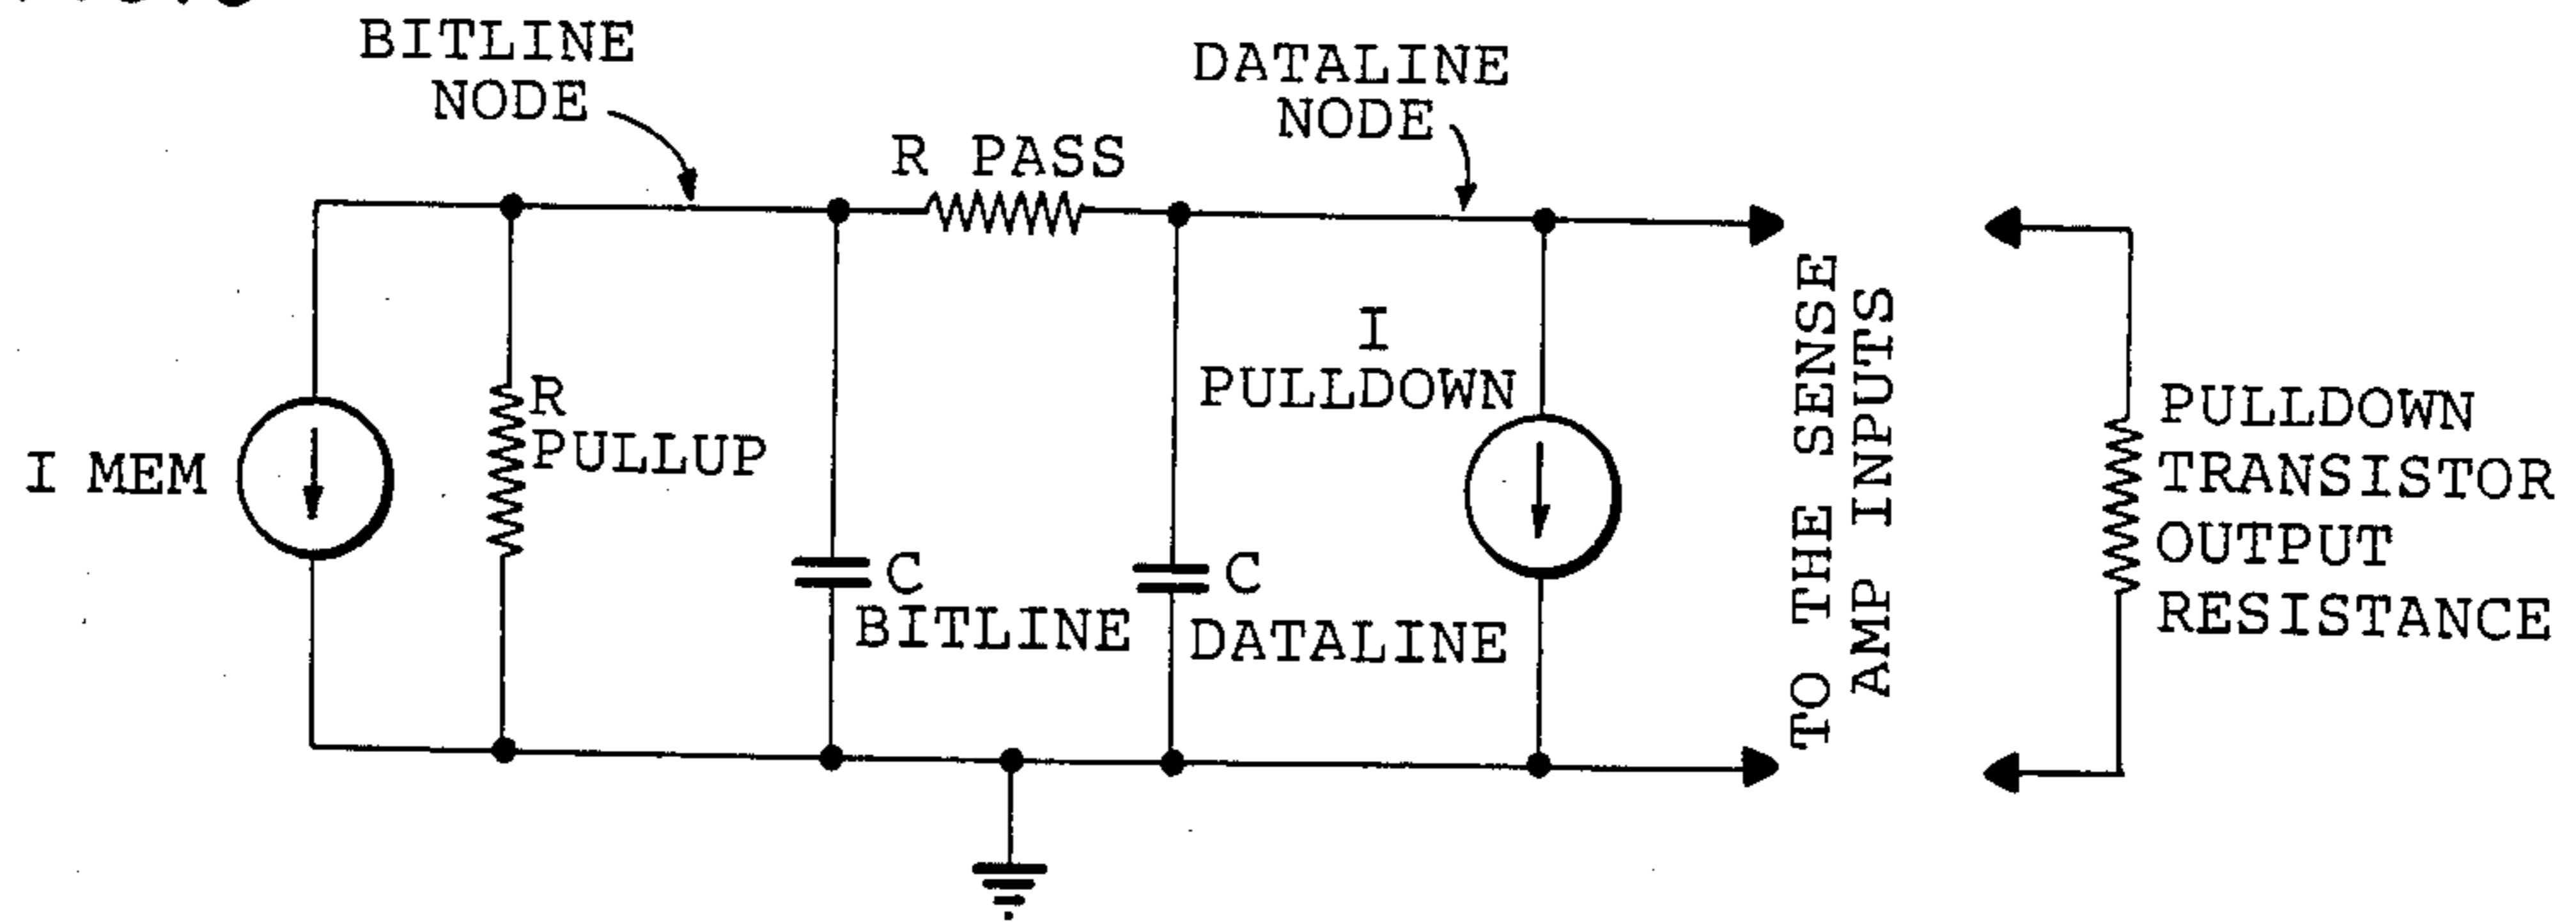 BITLINE
NODE
DATALINE
NODE
R PASS
I
PULLDOWN
R
PULLUP
I MEM
C
BITLINE
C
DATALINE
TO THE SENSE
AMP INPUTS
PULLDOWN
TRANSISTOR
OUTPUT
RESISTANCE